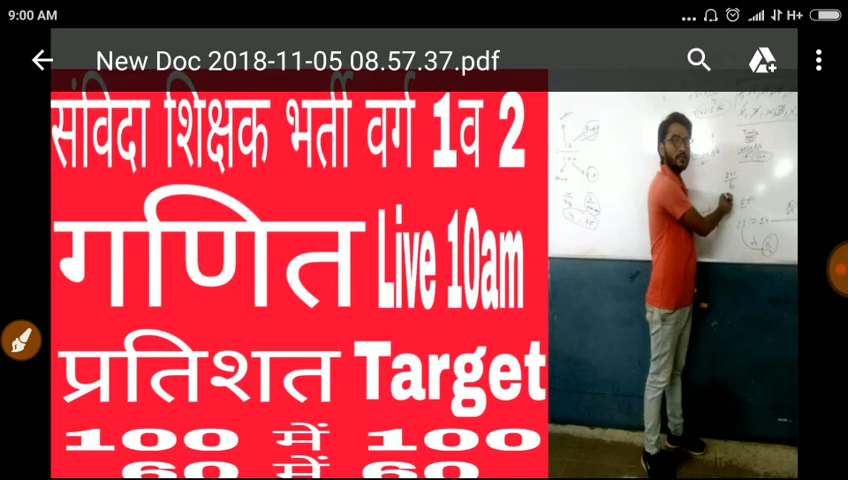 9:00 AM
H+
New Doc 2018-11-05 08.57.37.pdf
संविदा शिक्षक भर्ती वर्ग 1व 2
गणित Live 10am
प्रतिशत Target
100 में 100
60 में 60